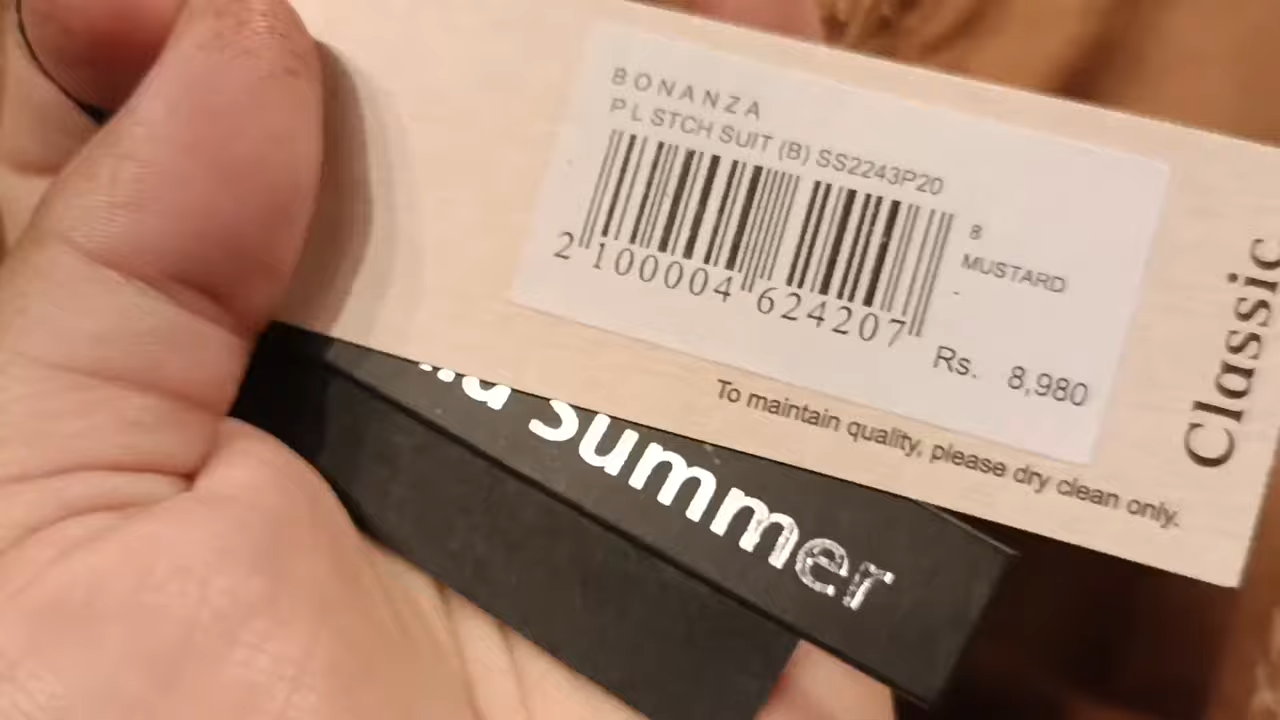 BONANZA
P L STCH SUIT (B) SS2243P20
8
MUSTARD
-
2 100004 624207
Rs. 8,980
To maintain quality, please dry clean only.
Classic
summer